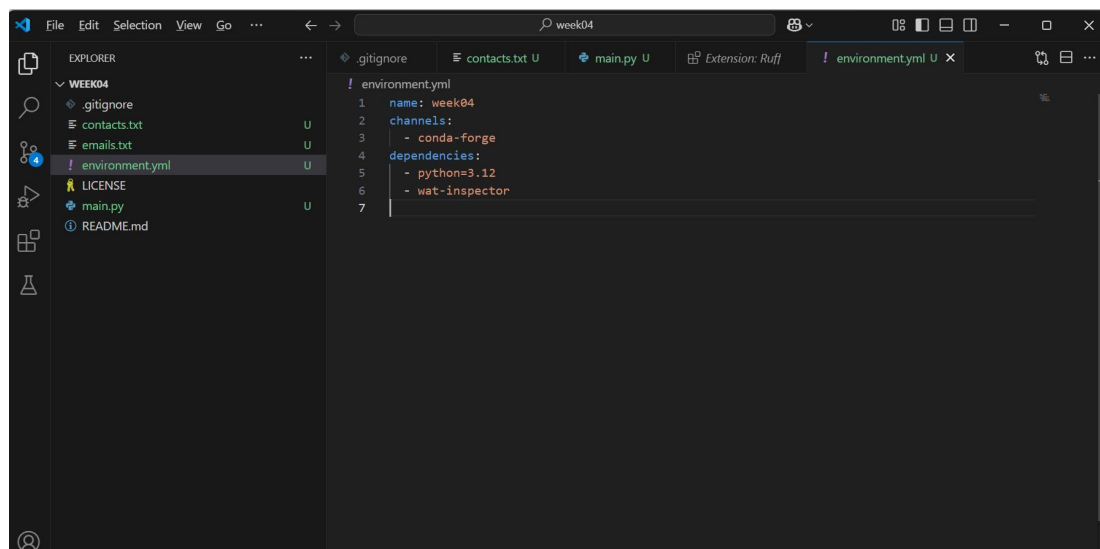 File Edit Selection View Go ... week04
EXPLORER ...
WEEK04
.gitignore
contacts.txt U
emails.txt U
environment.yml U
LICENSE
main.py U
README.md
4
.gitignore contacts.txt U main.py U Extension: Ruff environment.yml U
environment.yml
1 name: week04
2 channels:
3 - conda-forge
4 dependencies:
5 - python=3.12
6 - wat-inspector
7